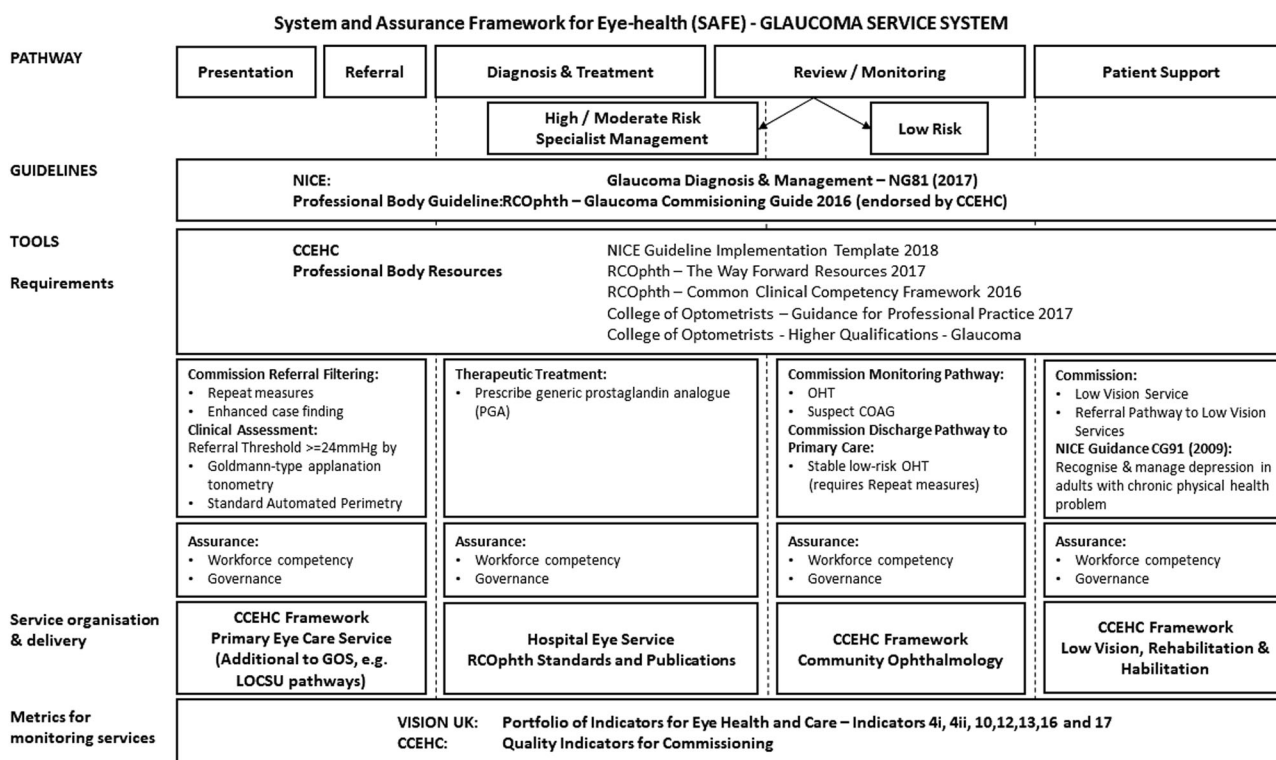 System and Assurance Framework for Eye-health (SAFE) - GLAUCOMA SERVICE SYSTEM
PATHWAY
Presentation
Referral
Diagnosis & Treatment
Review / Monitoring
Patient Support
High / Moderate Risk
Specialist Management
Low Risk
GUIDELINES
NICE: Glaucoma Diagnosis & Management – NG81 (2017)
Professional Body Guideline:RCOphth – Glaucoma Commisioning Guide 2016 (endorsed by CCEHC)
TOOLS
Requirements
CCEHC NICE Guideline Implementation Template 2018
Professional Body Resources RCOphth – The Way Forward Resources 2017
RCOphth – Common Clinical Competency Framework 2016
College of Optometrists – Guidance for Professional Practice 2017
College of Optometrists - Higher Qualifications - Glaucoma
Commission Referral Filtering:
• Repeat measures
• Enhanced case finding
Clinical Assessment:
Referral Threshold >=24mmHg by
• Goldmann-type applanation
tonometry
• Standard Automated Perimetry
Therapeutic Treatment:
• Prescribe generic prostaglandin analogue
(PGA)
Commission Monitoring Pathway:
• OHT
• Suspect COAG
Commission Discharge Pathway to
Primary Care:
• Stable low-risk OHT
(requires Repeat measures)
Commission:
• Low Vision Service
• Referral Pathway to Low Vision
Services
NICE Guidance CG91 (2009):
Recognise & manage depression in
adults with chronic physical health
problem
Assurance:
• Workforce competency
• Governance
Assurance:
• Workforce competency
• Governance
Assurance:
• Workforce competency
• Governance
Assurance:
• Workforce competency
• Governance
Service organisation
& delivery
CCEHC Framework
Primary Eye Care Service
(Additional to GOS, e.g.
LOCSU pathways)
Hospital Eye Service
RCOphth Standards and Publications
CCEHC Framework
Community Ophthalmology
CCEHC Framework
Low Vision, Rehabilitation &
Habilitation
Metrics for
monitoring services
VISION UK: Portfolio of Indicators for Eye Health and Care – Indicators 4i, 4ii, 10,12,13,16 and 17
CCEHC: Quality Indicators for Commissioning